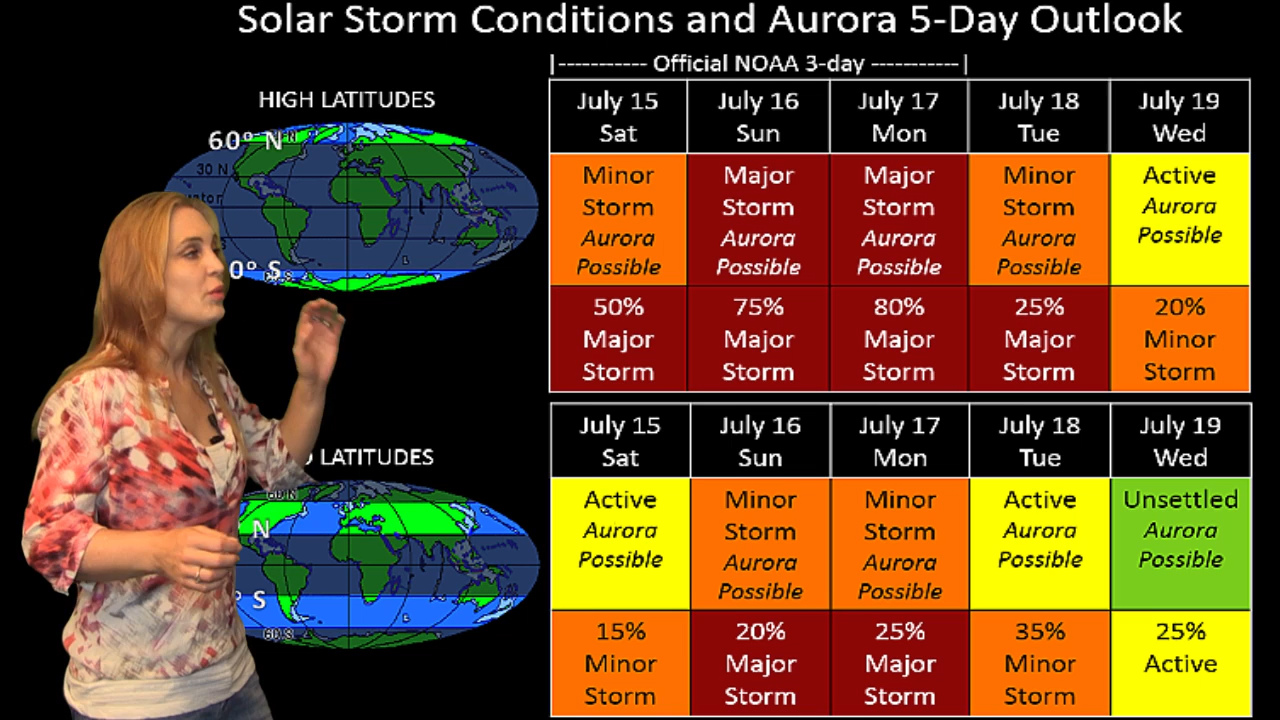 Solar Storm Conditions and Aurora 5-Day Outlook
|----------- Official NOAA 3-day -----------|
HIGH LATITUDES
60º N
N
30 N
0º S
July 15
Sat
July 16
Sun
July 17
Mon
July 18
Tue
July 19
Wed
Minor
Storm
Aurora
Possible
Major
Storm
Aurora
Possible
Major
Storm
Aurora
Possible
Minor
Storm
Aurora
Possible
Active
Aurora
Possible
50%
Major
Storm
75%
Major
Storm
80%
Major
Storm
25%
Major
Storm
20%
Minor
Storm
LATITUDES
60 N
N
º S
60 S
July 15
Sat
July 16
Sun
July 17
Mon
July 18
Tue
July 19
Wed
Active
Aurora
Possible
Minor
Storm
Aurora
Possible
Minor
Storm
Aurora
Possible
Active
Aurora
Possible
Unsettled
Aurora
Possible
15%
Minor
Storm
20%
Major
Storm
25%
Major
Storm
35%
Minor
Storm
25%
Active